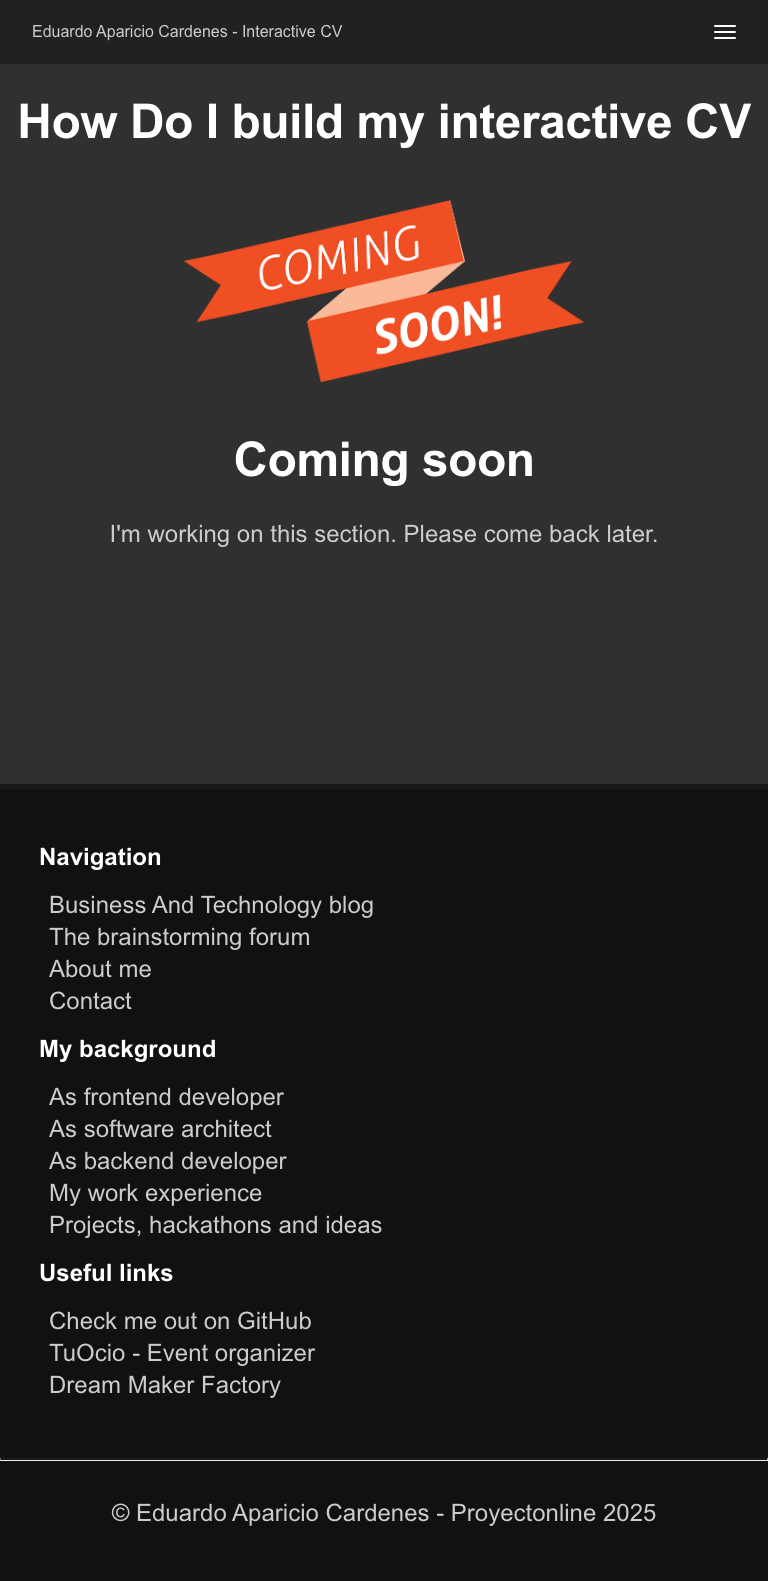 Eduardo Aparicio Cardenes - Interactive CV
How Do I build my interactive CV
COMING
SOON!
Coming soon
I'm working on this section. Please come back later.
Navigation
Business And Technology blog
The brainstorming forum
About me
Contact
My background
As frontend developer
As software architect
As backend developer
My work experience
Projects, hackathons and ideas
Useful links
Check me out on GitHub
TuOcio - Event organizer
Dream Maker Factory
© Eduardo Aparicio Cardenes - Proyectonline 2025